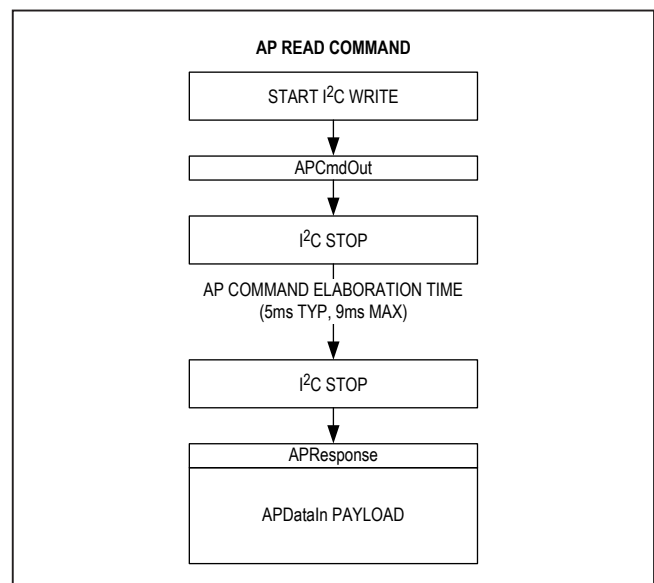 AP READ COMMAND
START I²C WRITE
APCmdOut
I²C STOP
AP COMMAND ELABORATION TIME
(5ms TYP, 9ms MAX)
I²C STOP
APResponse
APDataIn PAYLOAD